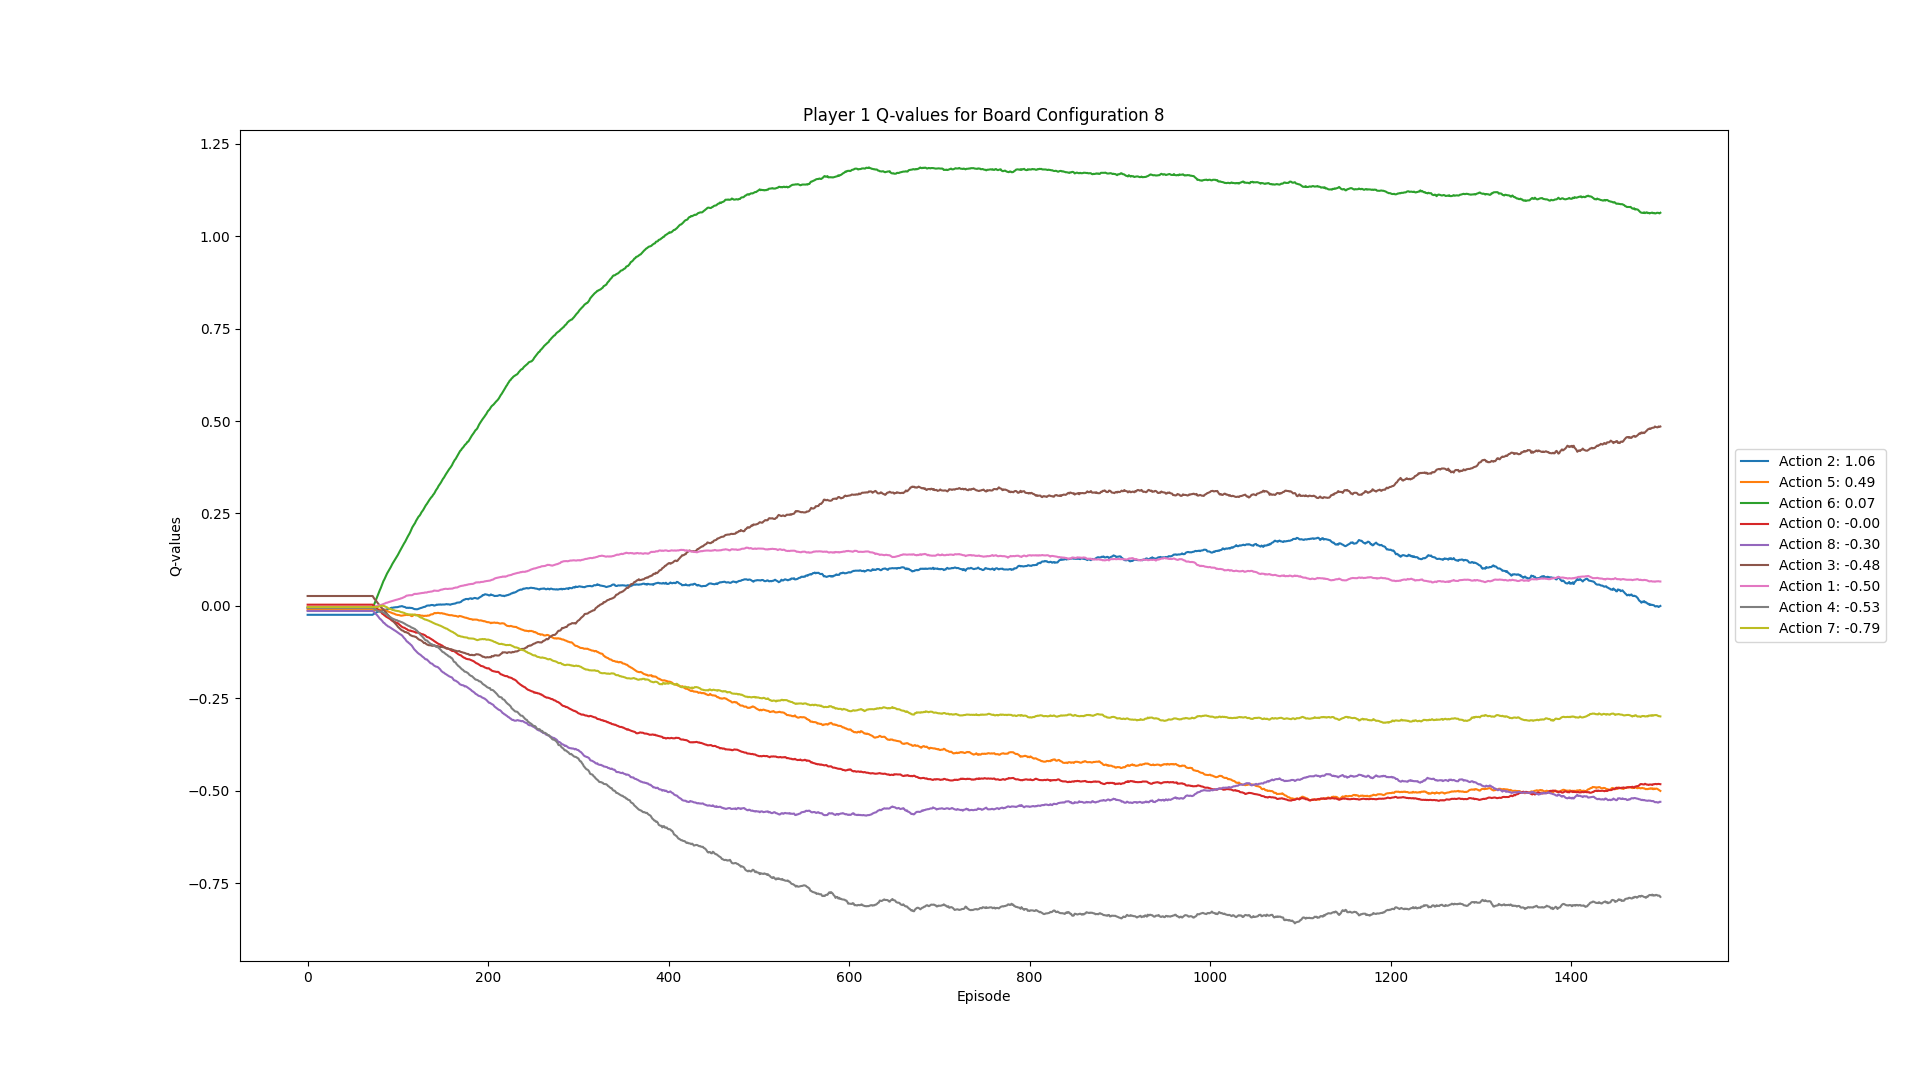 Player 1 Q-values for Board Configuration 8
1.25
1.00
0.75
0.50
0.25
0.00
−0.25
−0.50
−0.75
Q-values
0 200 400 600 800 1000 1200 1400
Episode
Action 2: 1.06
Action 5: 0.49
Action 6: 0.07
Action 0: -0.00
Action 8: -0.30
Action 3: -0.48
Action 1: -0.50
Action 4: -0.53
Action 7: -0.79